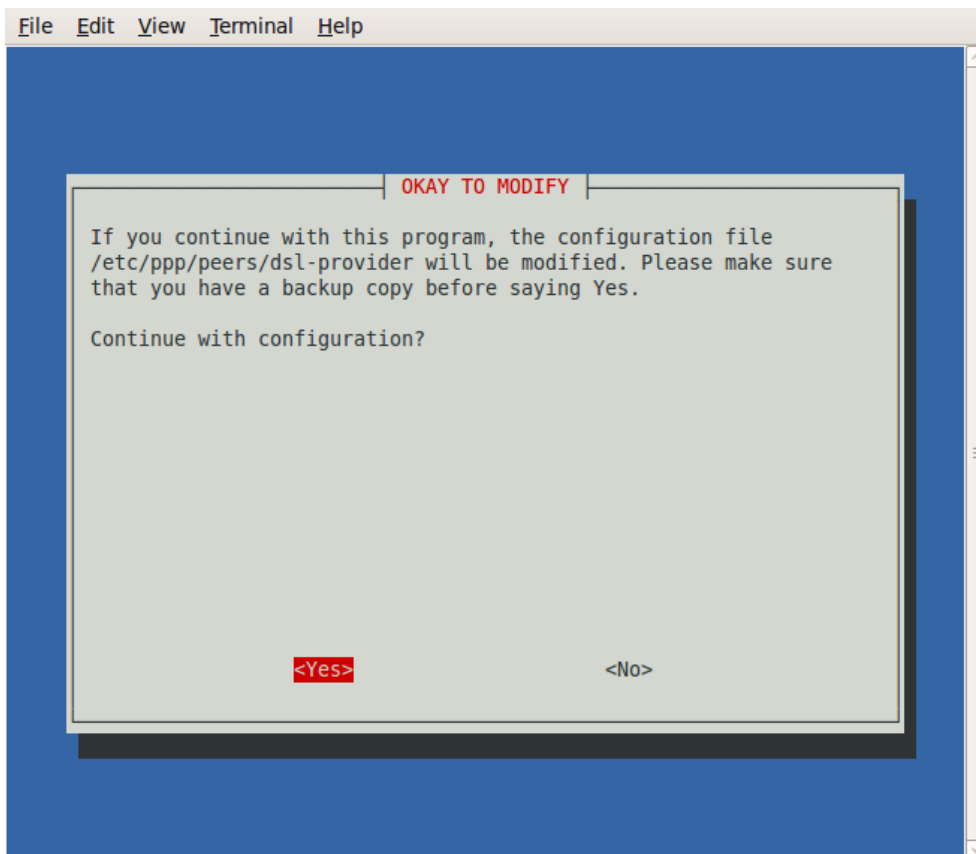 File Edit View Terminal Help
OKAY TO MODIFY
If you continue with this program, the configuration file
/etc/ppp/peers/dsl-provider will be modified. Please make sure
that you have a backup copy before saying Yes.
Continue with configuration?
<Yes> <No>